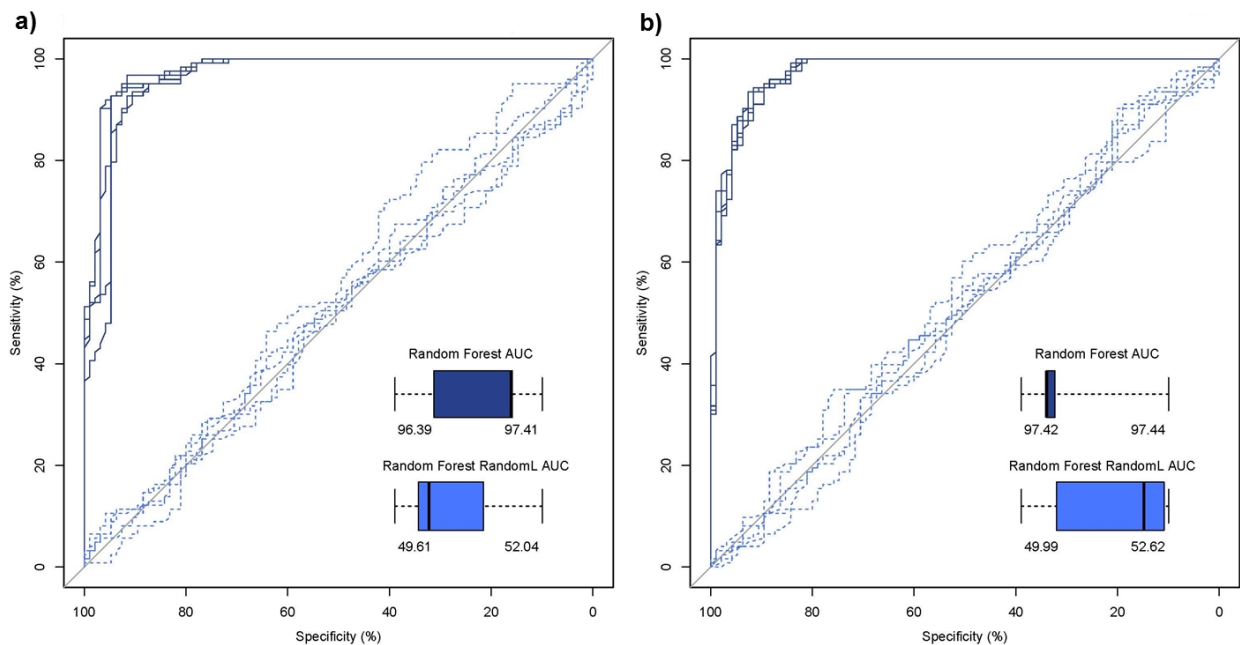 a)
100
80
60
40
20
0
Sensitivity (%)
100 80 60 40 20 0
Specificity (%)
Random Forest AUC
96.39 97.41
Random Forest RandomL AUC
49.61 52.04
b)
100
80
60
40
20
0
Sensitivity (%)
100 80 60 40 20 0
Specificity (%)
Random Forest AUC
97.42 97.44
Random Forest RandomL AUC
49.99 52.62